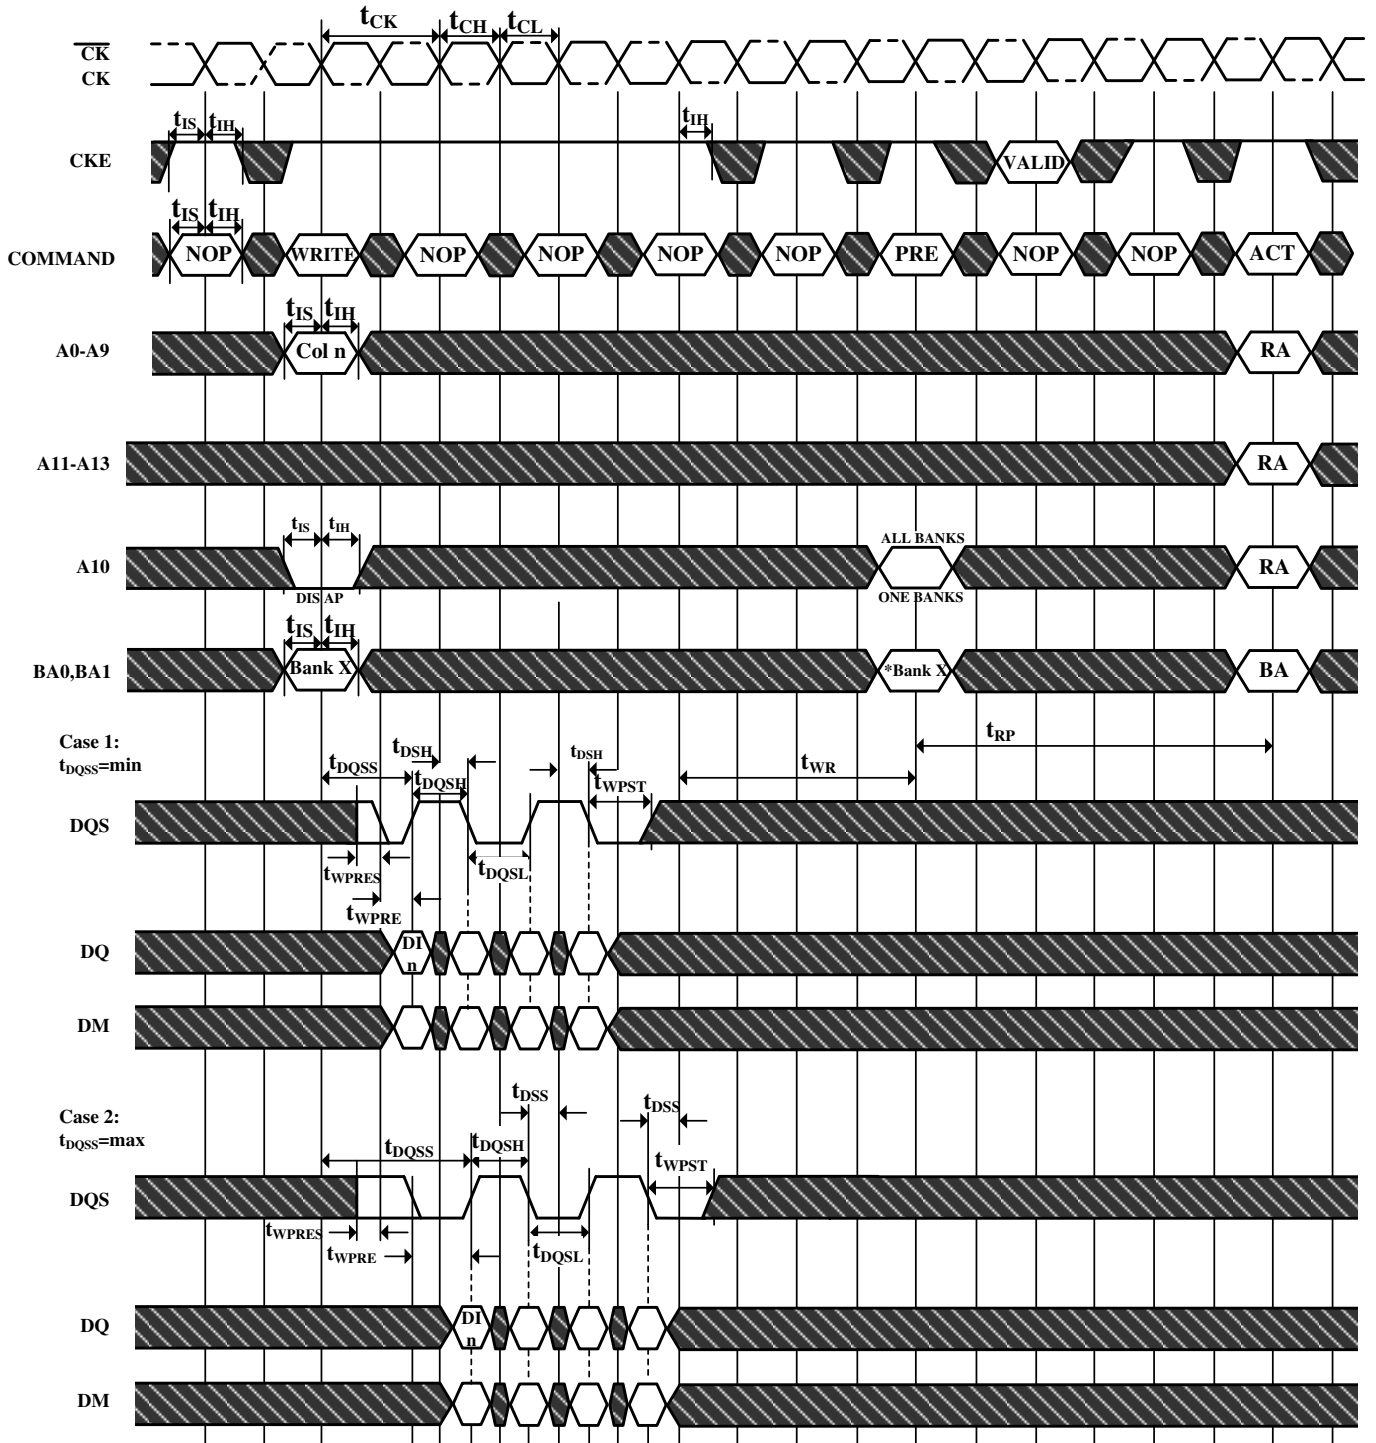 tCK tCH tCL
CK
CK
tIS tIH tIH
CKE VALID
tIS tIH
COMMAND NOP WRITE NOP NOP NOP NOP PRE NOP NOP ACT
tIS tIH
A0-A9 Col n RA
A11-A13 RA
tIS tIH ALL BANKS
A10 RA
DIS AP ONE BANKS
tIS tIH
BA0,BA1 Bank X *Bank X BA
Case 1:
tDQSS=min
tDSH tDSH tRP
tDQSS tDQSH tWPST tWR
DQS
tWPRES tDQSL
tWPRE
DQ DI
n
DM
tDSS tDSS
Case 2:
tDQSS=max
tDQSS tDQSH tWPST
DQS
tWPRES
tWPRE tDQSL
DQ DI
n
DM